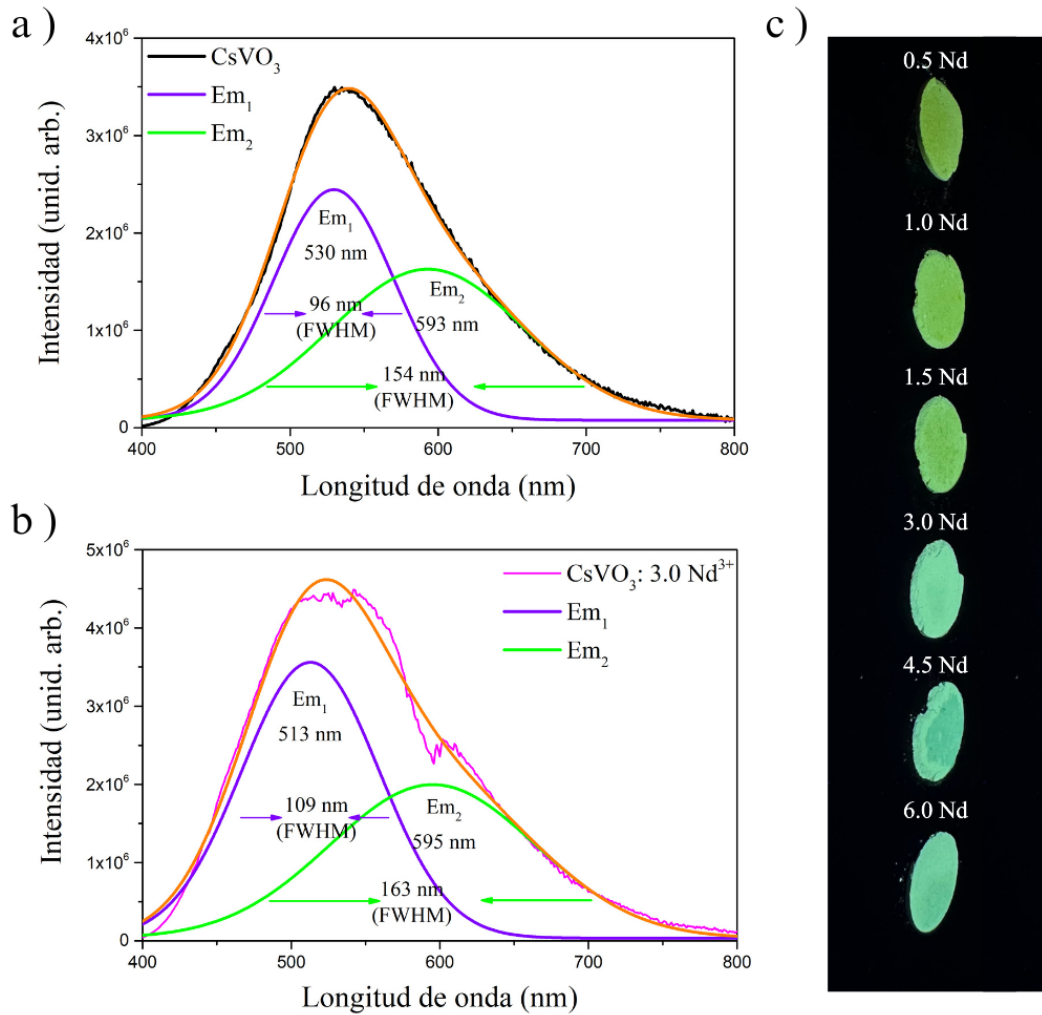 a )
4x10⁶
3x10⁶
2x10⁶
1x10⁶
0
Intensidad (unid. arb.)
CsVO₃
Em₁
Em₂
Em₁
530 nm
Em₂
593 nm
96 nm
(FWHM)
154 nm
(FWHM)
400 500 600 700 800
Longitud de onda (nm)
b )
5x10⁶
4x10⁶
3x10⁶
2x10⁶
1x10⁶
0
Intensidad (unid. arb.)
CsVO₃: 3.0 Nd³⁺
Em₁
Em₂
Em₁
513 nm
Em₂
595 nm
109 nm
(FWHM)
163 nm
(FWHM)
400 500 600 700 800
Longitud de onda (nm)
c )
0.5 Nd
1.0 Nd
1.5 Nd
3.0 Nd
4.5 Nd
6.0 Nd